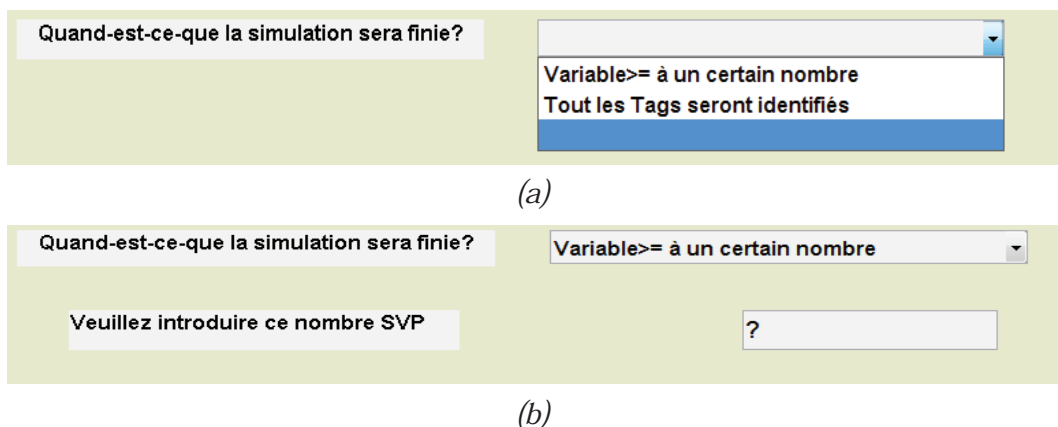 Quand-est-ce-que la simulation sera finie?
Variable>= à un certain nombre
Tout les Tags seront identifiés
(a)
Quand-est-ce-que la simulation sera finie? Variable>= à un certain nombre
Veuillez introduire ce nombre SVP ?
(b)